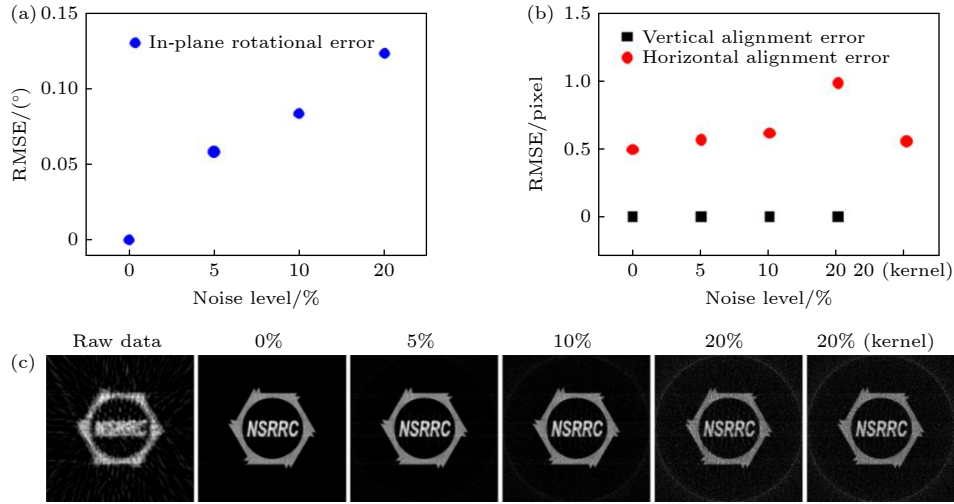 (a)
0.15
0.10
0.05
0
RMSE/(°)
In-plane rotational error
0 5 10 20
Noise level/%
(b)
1.5
1.0
0.5
0
RMSE/pixel
Vertical alignment error
Horizontal alignment error
0 5 10 20 20 (kernel)
Noise level/%
(c)
Raw data 0% 5% 10% 20% 20% (kernel)
NSRRC NSRRC NSRRC NSRRC NSRRC NSRRC